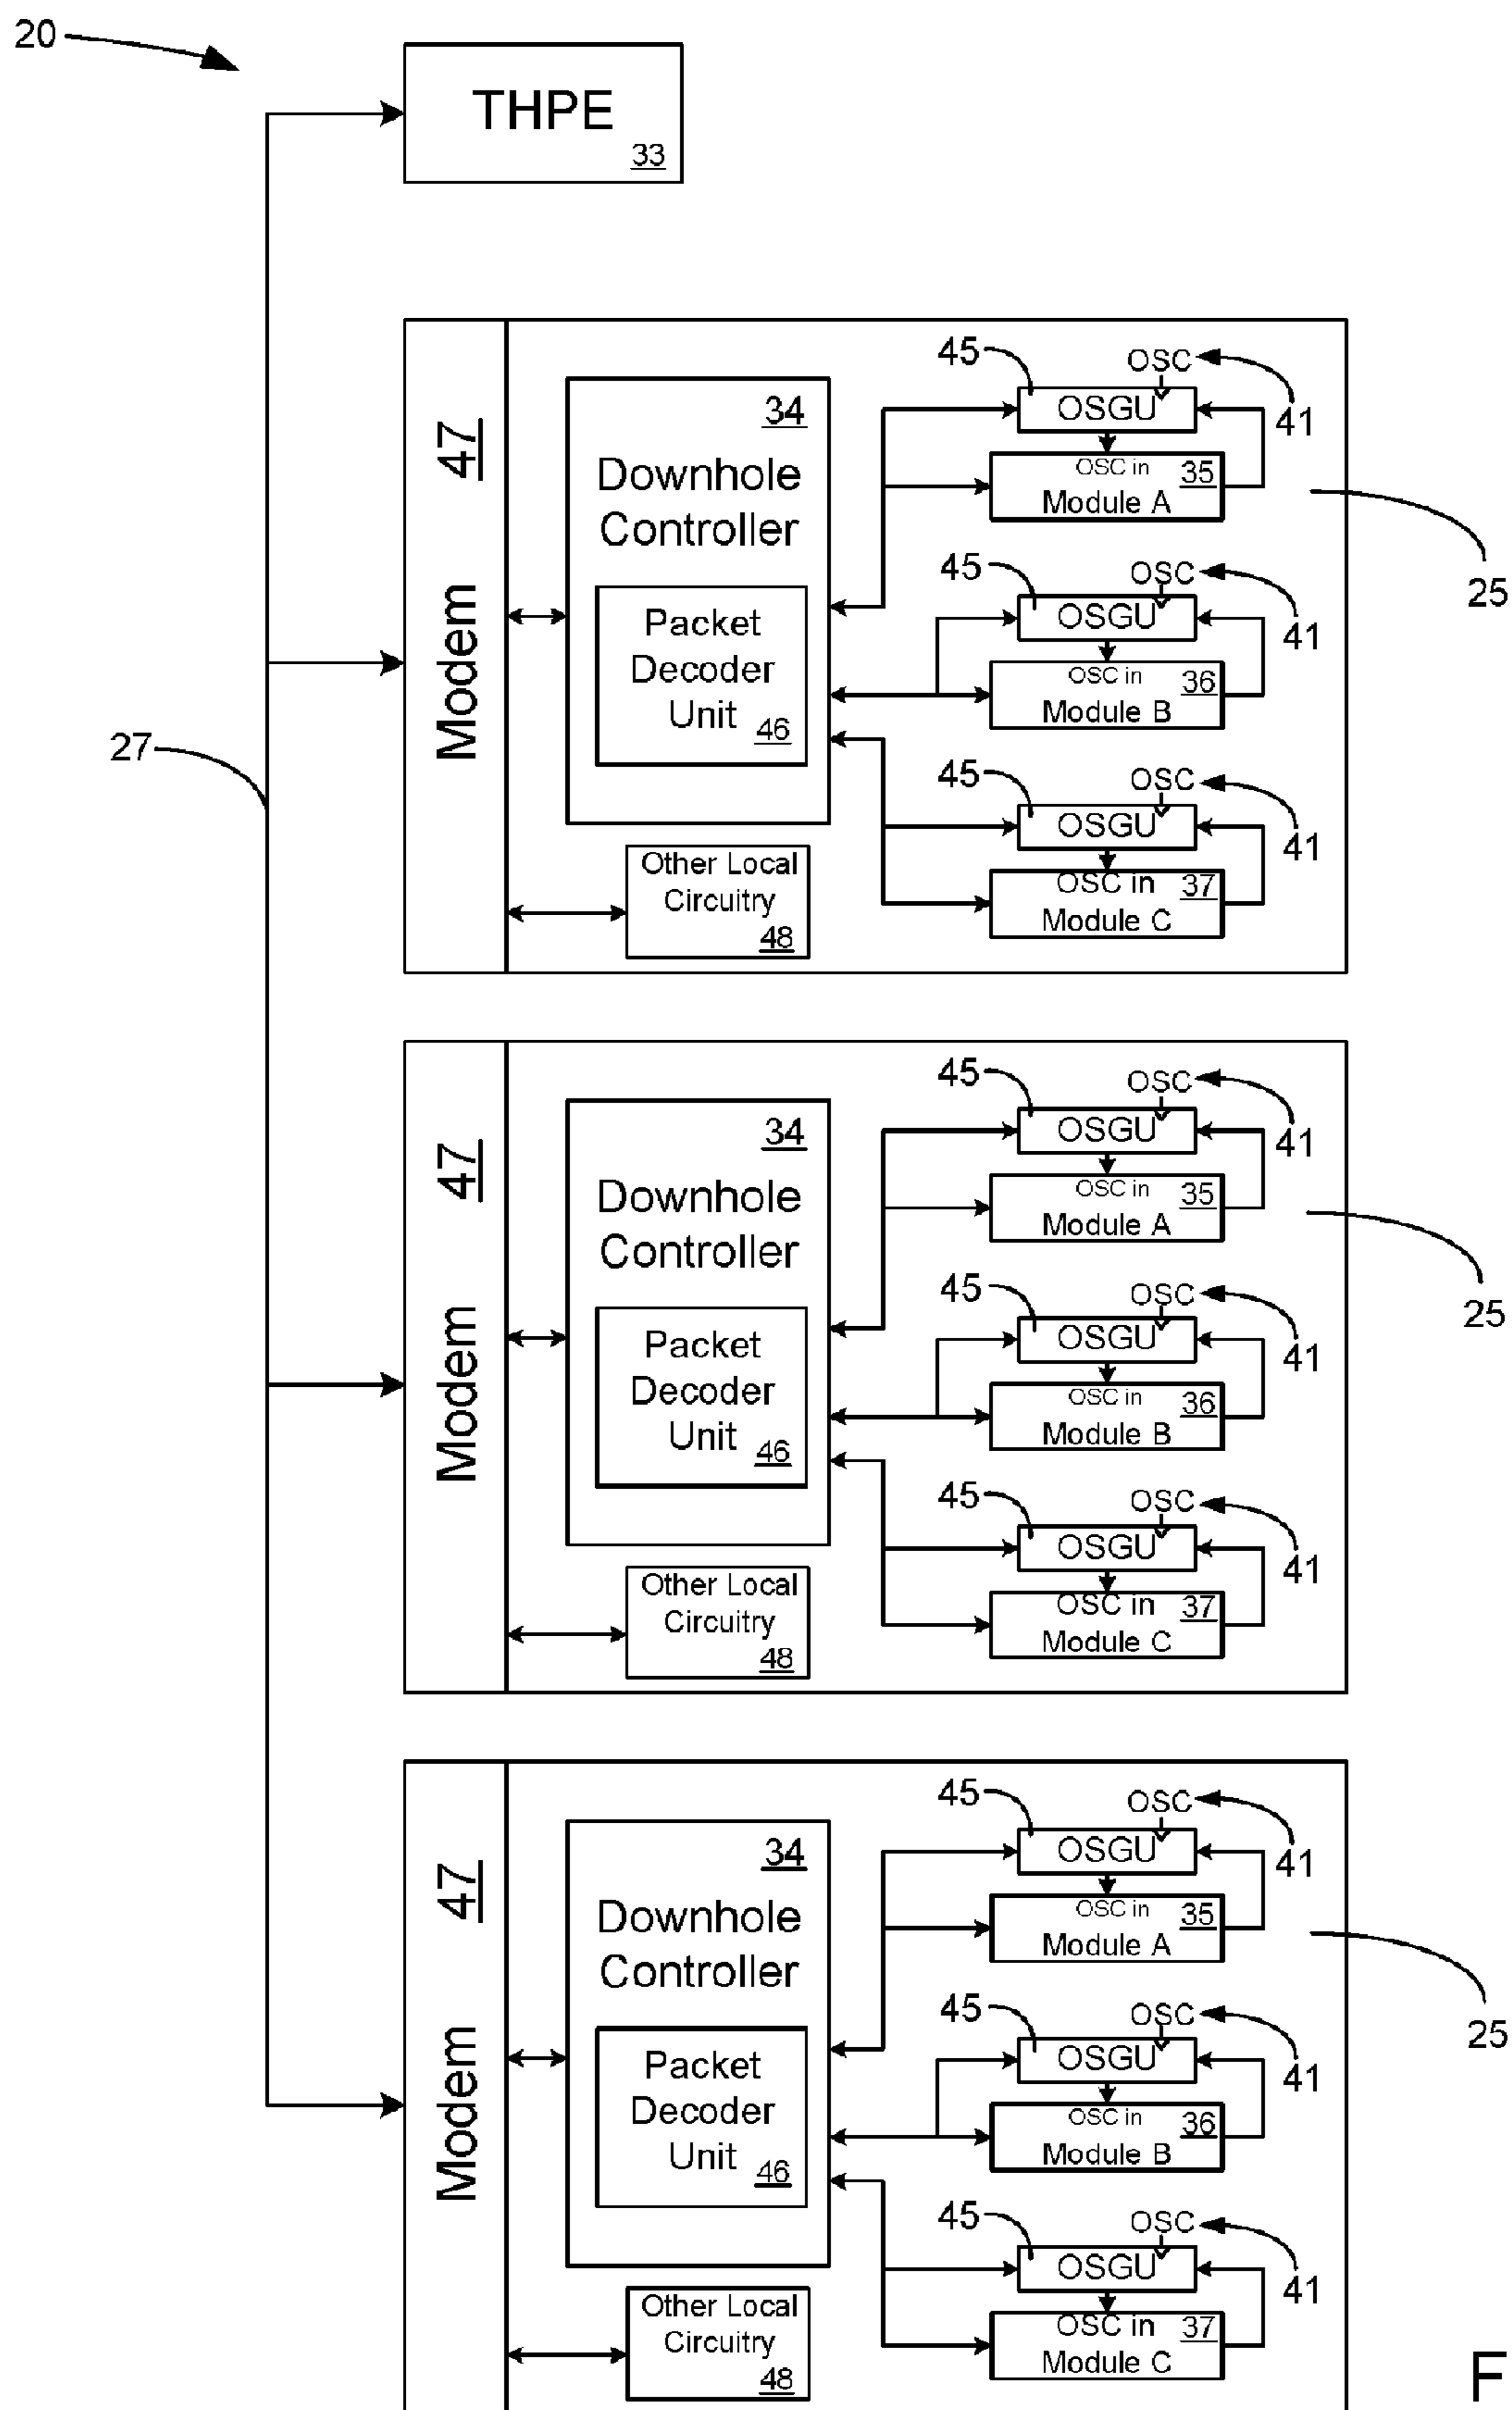 20
THPE
33
27
47
Modem
34
Downhole
Controller
Packet
Decoder
Unit
46
Other Local
Circuitry
48
45
OSC
41
OSGU
OSC in
35
Module A
45
OSC
41
OSGU
OSC in
36
Module B
45
OSC
41
OSGU
OSC in
37
Module C
25
47
Modem
34
Downhole
Controller
Packet
Decoder
Unit
46
Other Local
Circuitry
48
45
OSC
41
OSGU
OSC in
35
Module A
45
OSC
41
OSGU
OSC in
36
Module B
45
OSC
41
OSGU
OSC in
37
Module C
25
47
Modem
34
Downhole
Controller
Packet
Decoder
Unit
46
Other Local
Circuitry
48
45
OSC
41
OSGU
OSC in
35
Module A
45
OSC
41
OSGU
OSC in
36
Module B
45
OSC
41
OSGU
OSC in
37
Module C
25
F